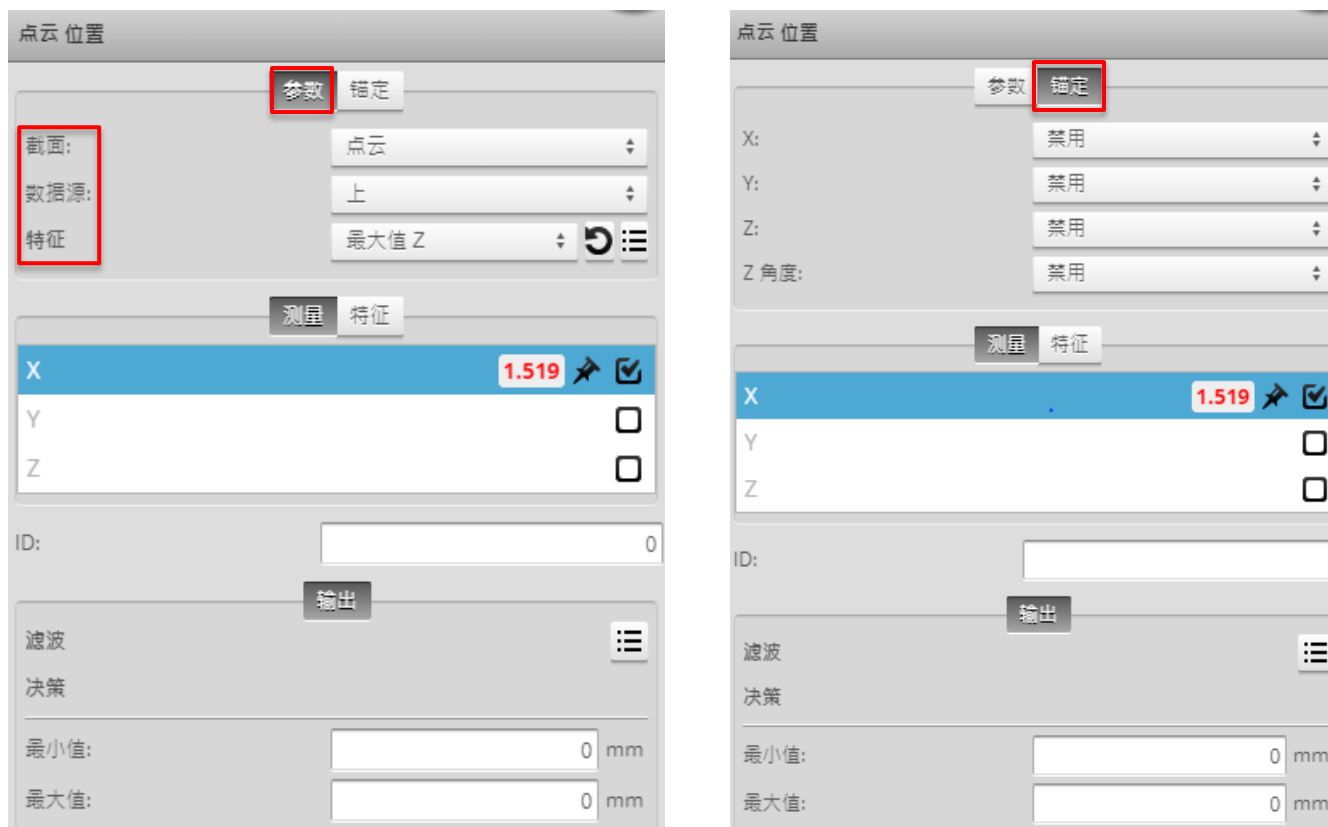 点云 位置
参数 锚定
截面: 点云
数据源: 上
特征 最大值 Z
测量 特征
X 1.519
Y
Z
ID: 0
输出
滤波
决策
最小值: 0 mm
最大值: 0 mm
点云 位置
参数 锚定
X: 禁用
Y: 禁用
Z: 禁用
Z 角度: 禁用
测量 特征
X 1.519
Y
Z
ID:
输出
滤波
决策
最小值: 0 mm
最大值: 0 mm